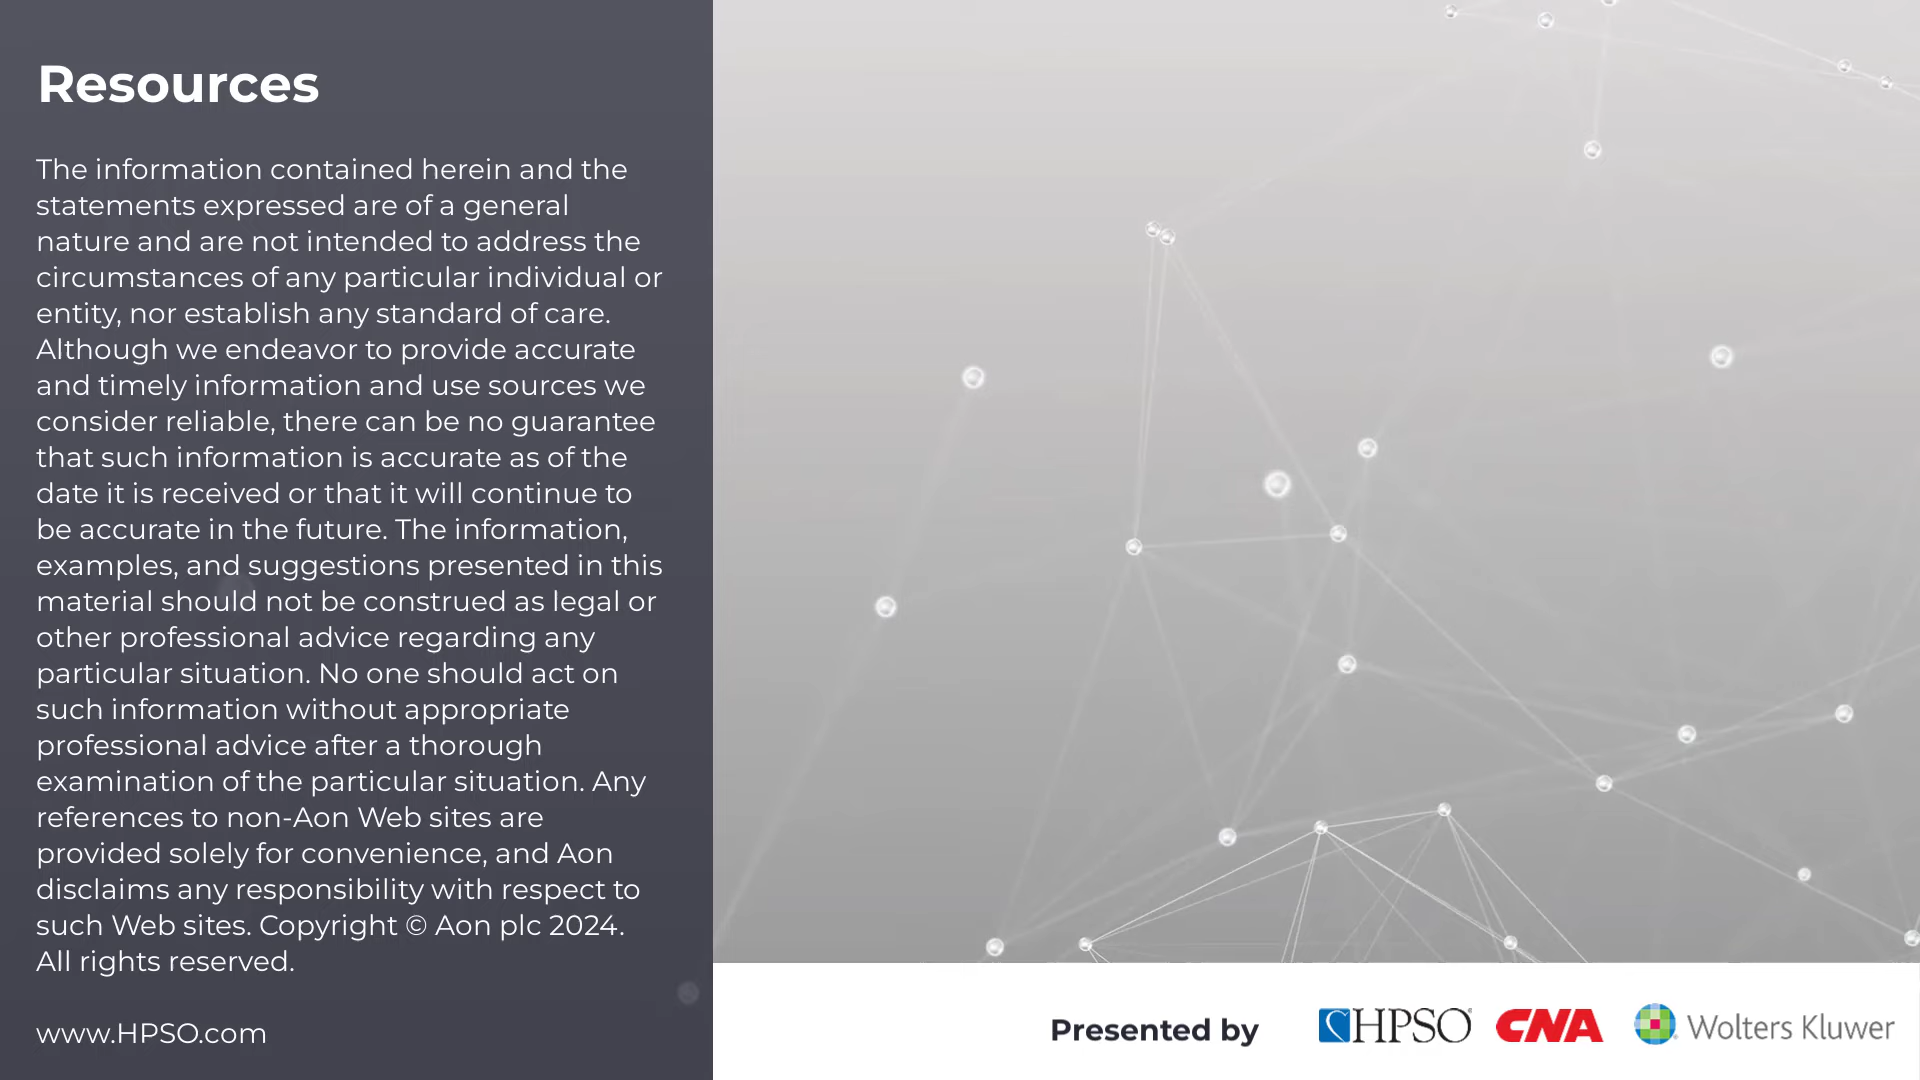 Resources
The information contained herein and the
statements expressed are of a general
nature and are not intended to address the
circumstances of any particular individual or
entity, nor establish any standard of care.
Although we endeavor to provide accurate
and timely information and use sources we
consider reliable, there can be no guarantee
that such information is accurate as of the
date it is received or that it will continue to
be accurate in the future. The information,
examples, and suggestions presented in this
material should not be construed as legal or
other professional advice regarding any
particular situation. No one should act on
such information without appropriate
professional advice after a thorough
examination of the particular situation. Any
references to non-Aon Web sites are
provided solely for convenience, and Aon
disclaims any responsibility with respect to
such Web sites. Copyright © Aon plc 2024.
All rights reserved.
www.HPSO.com
Presented by HPSO CNA Wolters Kluwer